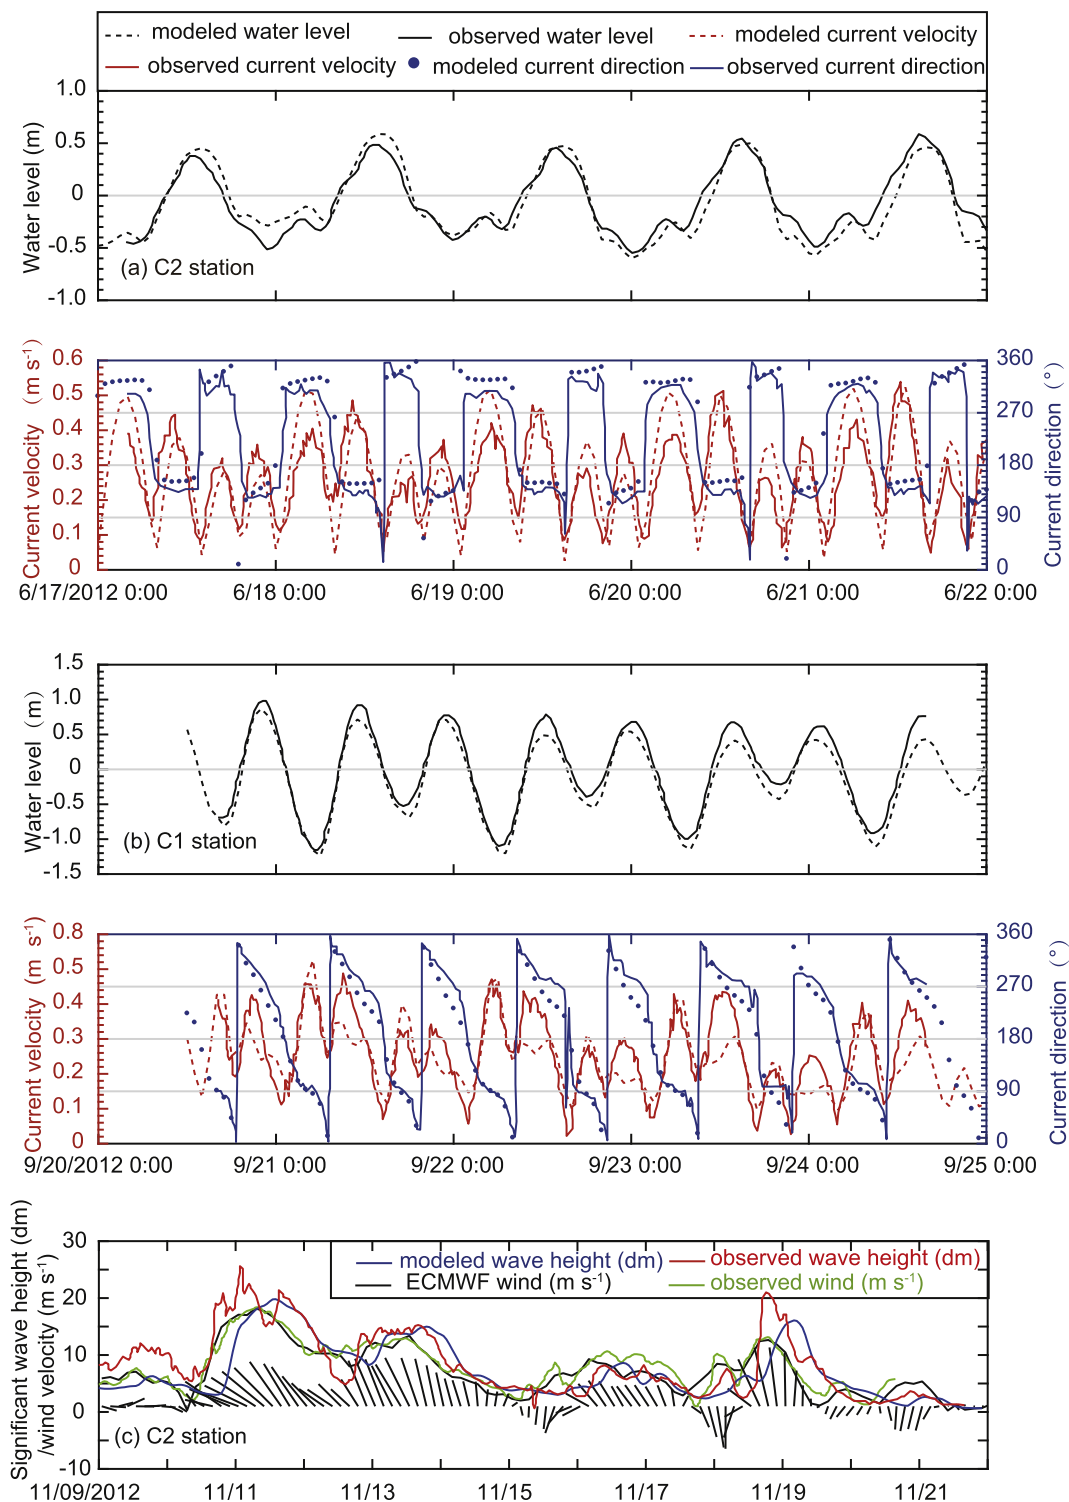 modeled water level observed water level modeled current velocity
observed current velocity modeled current direction observed current direction
1.0
0.5
0
-0.5
-1.0
Water level (m)
(a) C2 station
0.6
0.5
0.4
0.3
0.2
0.1
0
Current velocity (m s⁻¹)
360
270
180
90
0
Current direction (°)
6/17/2012 0:00 6/18 0:00 6/19 0:00 6/20 0:00 6/21 0:00 6/22 0:00
1.5
1.0
0.5
0
-0.5
-1.0
-1.5
Water level (m)
(b) C1 station
0.8
0.5
0.4
0.3
0.2
0.1
0
Current velocity (m s⁻¹)
360
270
180
90
0
Current direction (°)
9/20/2012 0:00 9/21 0:00 9/22 0:00 9/23 0:00 9/24 0:00 9/25 0:00
30
20
10
0
-10
Significant wave height (dm)
/wind velocity (m s⁻¹)
modeled wave height (dm) observed wave height (dm)
ECMWF wind (m s⁻¹) observed wind (m s⁻¹)
(c) C2 station
11/09/2012 11/11 11/13 11/15 11/17 11/19 11/21